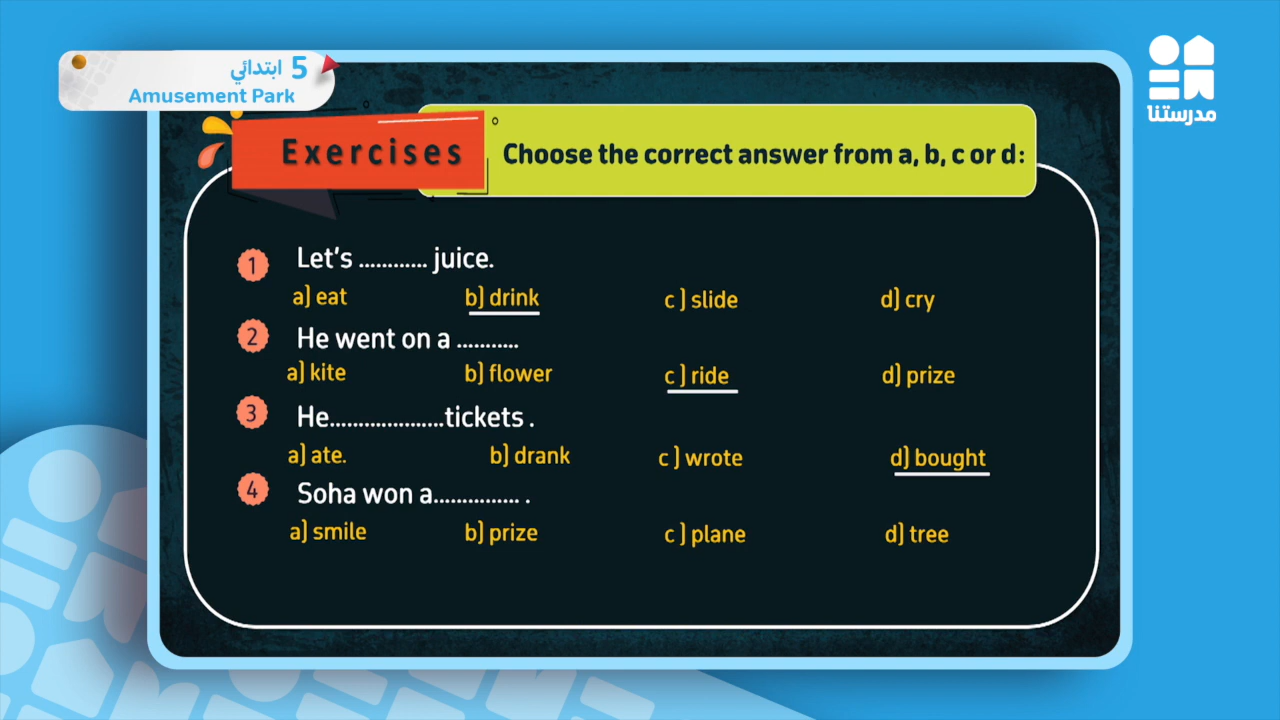 5 ابتدائي
Amusement Park
مدرستنا
Exercises
Choose the correct answer from a, b, c or d:
1 Let's ............ juice.
a) eat b) drink c ) slide d) cry
2 He went on a ...........
a) kite b) flower c ) ride d) prize
3 He....................tickets .
a) ate. b) drank c ) wrote d) bought
4 Soha won a............... .
a) smile b) prize c ) plane d) tree